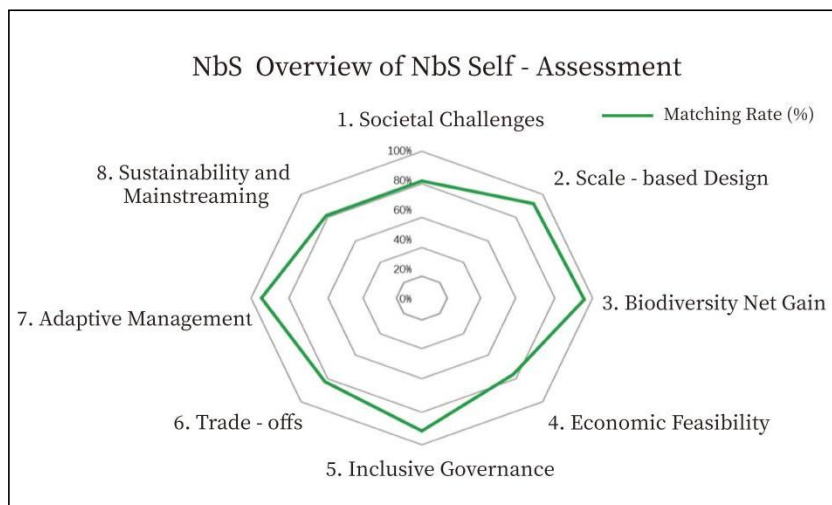 NbS Overview of NbS Self - Assessment
Matching Rate (%)
1. Societal Challenges
100%
80%
60%
40%
20%
0%
2. Scale - based Design
3. Biodiversity Net Gain
4. Economic Feasibility
5. Inclusive Governance
6. Trade - offs
7. Adaptive Management
8. Sustainability and
Mainstreaming